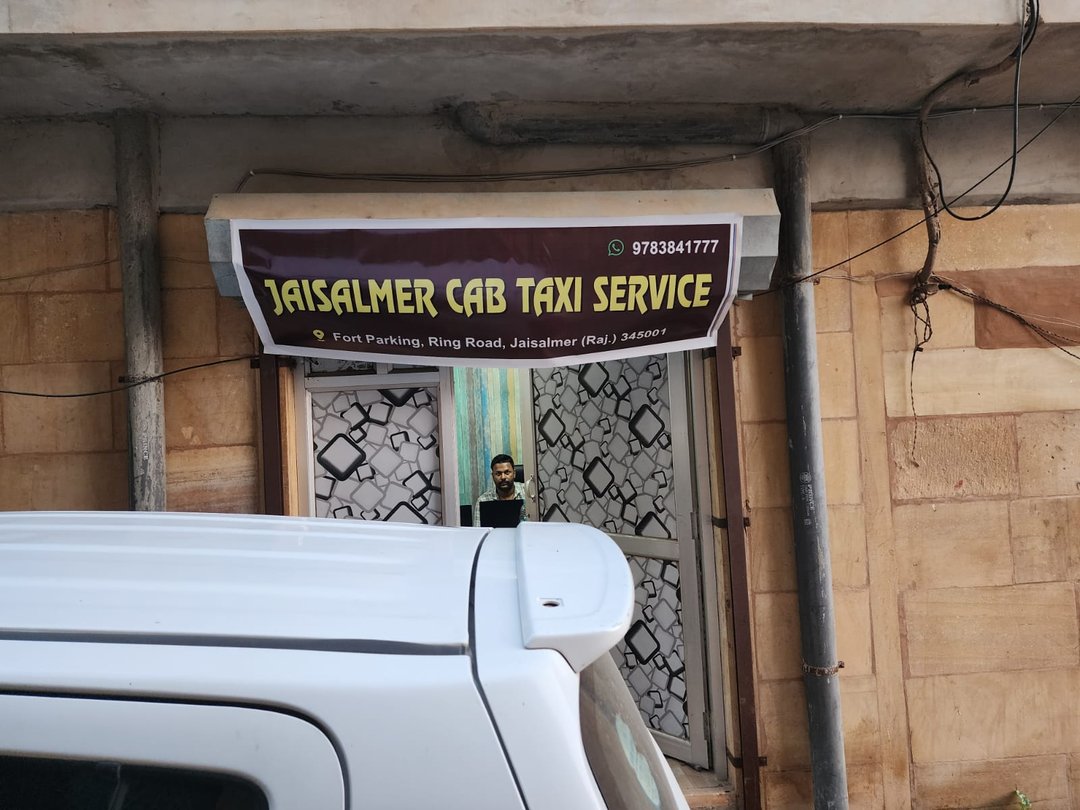 9783841777
JAISALMER CAB TAXI SERVICE
Fort Parking, Ring Road, Jaisalmer (Raj.) 345001